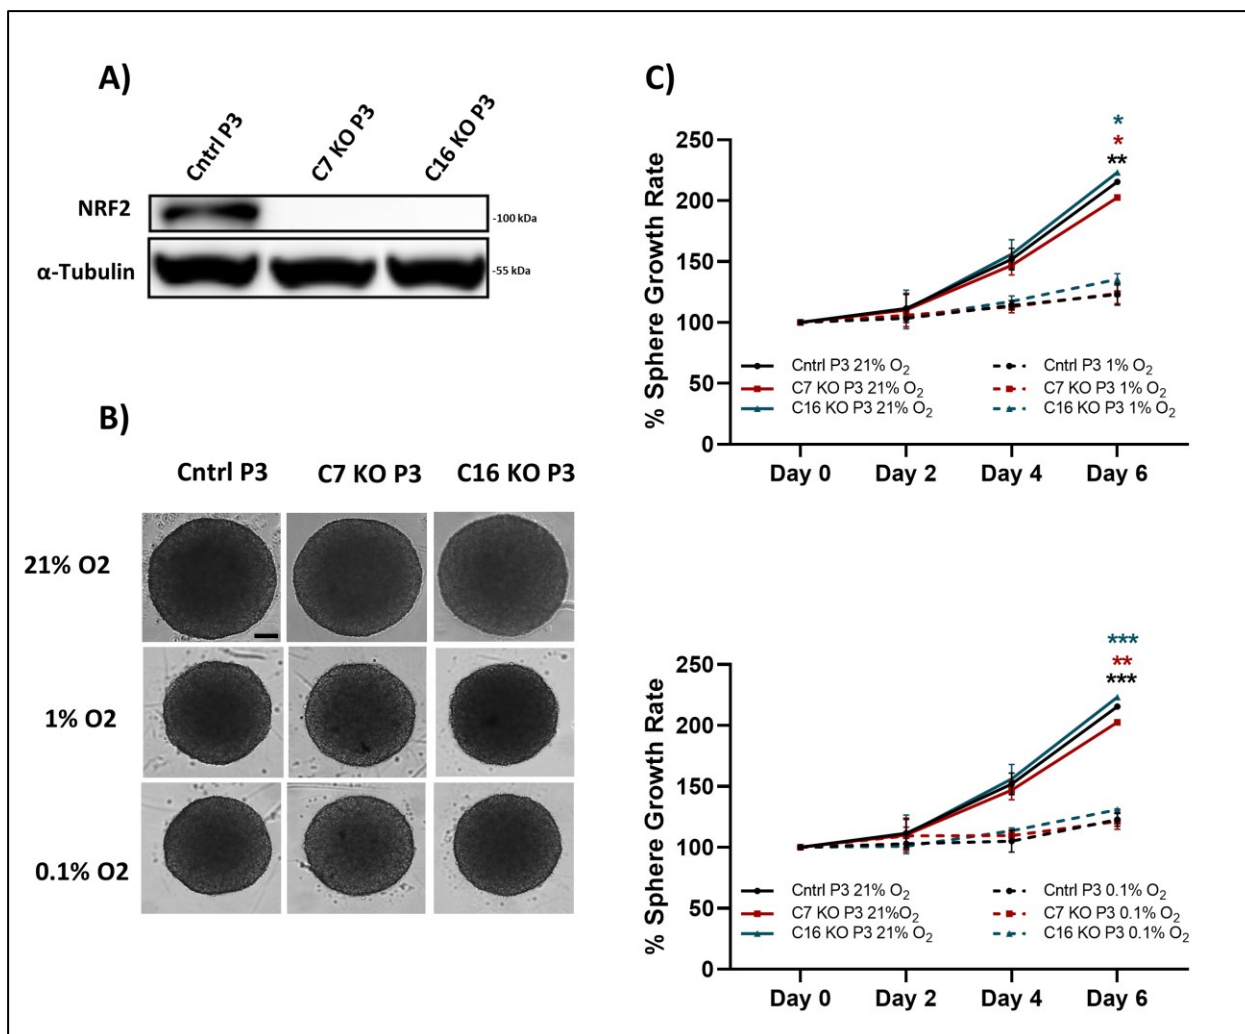 A)
Cntrl P3
C7 KO P3
C16 KO P3
NRF2
-100 kDa
α-Tubulin
-55 kDa
B)
Cntrl P3 C7 KO P3 C16 KO P3
21% O2
1% O2
0.1% O2
C)
*
*
**
% Sphere Growth Rate
250
200
150
100
50
0
Cntrl P3 21% O₂ Cntrl P3 1% O₂
C7 KO P3 21% O₂ C7 KO P3 1% O₂
C16 KO P3 21% O₂ C16 KO P3 1% O₂
Day 0 Day 2 Day 4 Day 6
***
**
***
% Sphere Growth Rate
250
200
150
100
50
0
Cntrl P3 21% O₂ Cntrl P3 0.1% O₂
C7 KO P3 21%O₂ C7 KO P3 0.1% O₂
C16 KO P3 21% O₂ C16 KO P3 0.1% O₂
Day 0 Day 2 Day 4 Day 6